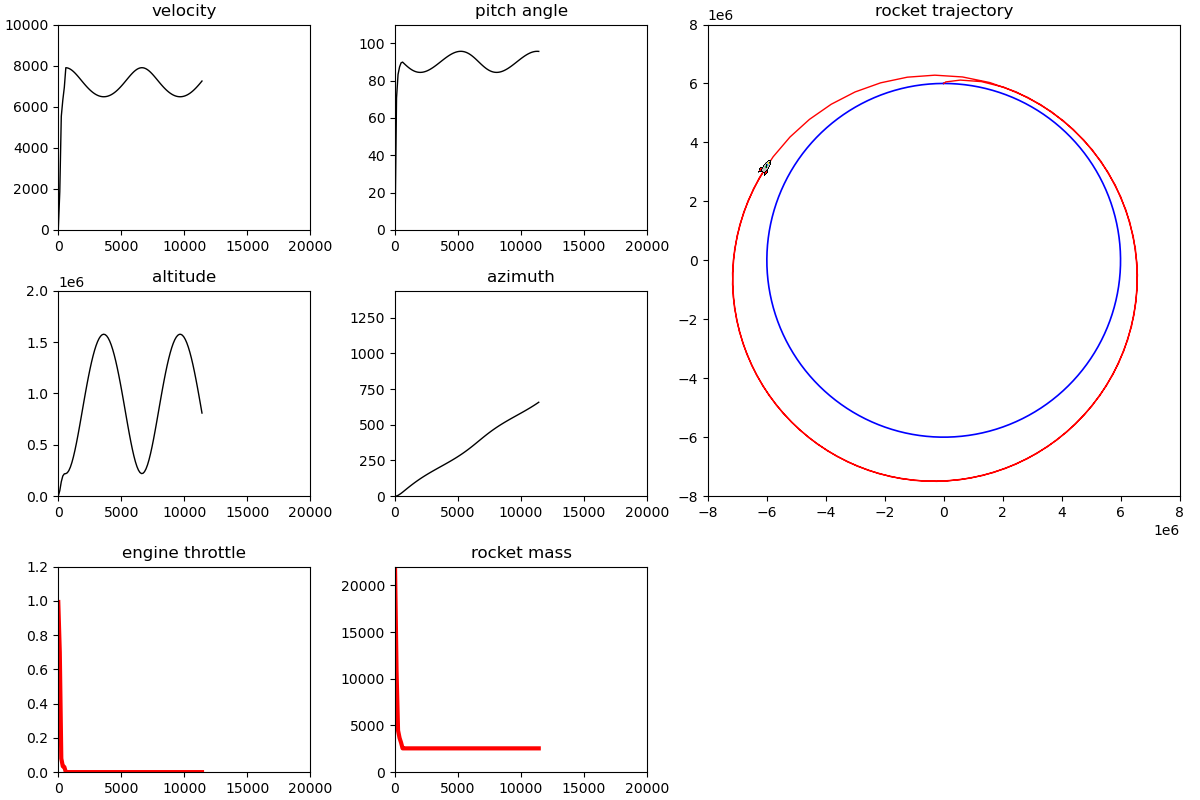 velocity
10000
8000
6000
4000
2000
0
0 5000 10000 15000 20000
pitch angle
100
80
60
40
20
0
0 5000 10000 15000 20000
rocket trajectory
1e6
8
6
4
2
0
−2
−4
−6
−8
−8 −6 −4 −2 0 2 4 6 8
1e6
altitude
1e6
2.0
1.5
1.0
0.5
0.0
0 5000 10000 15000 20000
azimuth
1250
1000
750
500
250
0
0 5000 10000 15000 20000
engine throttle
1.2
1.0
0.8
0.6
0.4
0.2
0.0
0 5000 10000 15000 20000
rocket mass
20000
15000
10000
5000
0
0 5000 10000 15000 20000